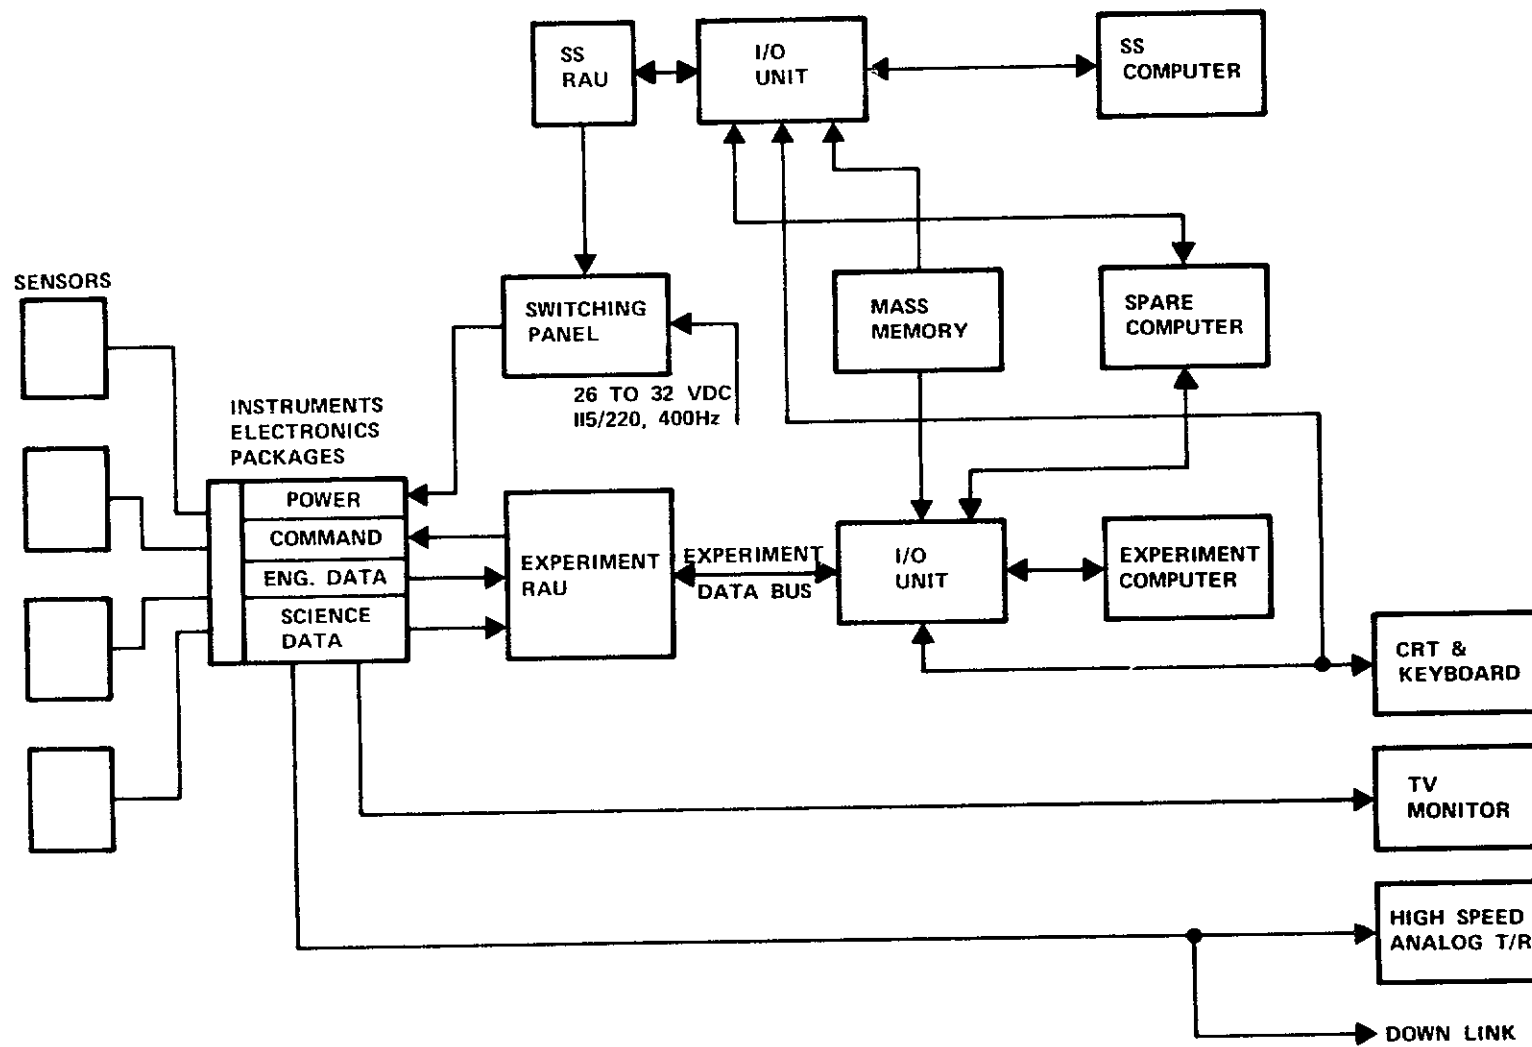 SS
RAU
I/O
UNIT
SS
COMPUTER
SENSORS
SWITCHING
PANEL
MASS
MEMORY
SPARE
COMPUTER
26 TO 32 VDC
115/220, 400Hz
INSTRUMENTS
ELECTRONICS
PACKAGES
POWER
COMMAND
ENG. DATA
SCIENCE
DATA
EXPERIMENT
RAU
EXPERIMENT
DATA BUS
I/O
UNIT
EXPERIMENT
COMPUTER
CRT &
KEYBOARD
TV
MONITOR
HIGH SPEED
ANALOG T/R
DOWN LINK